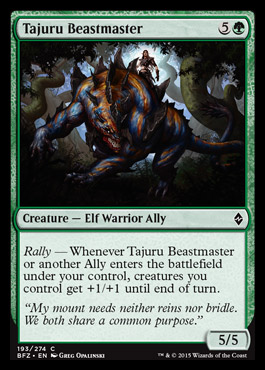 Tajuru Beastmaster 5
Creature — Elf Warrior Ally
Rally — Whenever Tajuru Beastmaster
or another Ally enters the battlefield
under your control, creatures you
control get +1/+1 until end of turn.
“My mount needs neither reins nor bridle.
We both share a common purpose.”
5/5
193/274 C
BFZ • EN Greg Opalinski ™ & © 2015 Wizards of the Coast